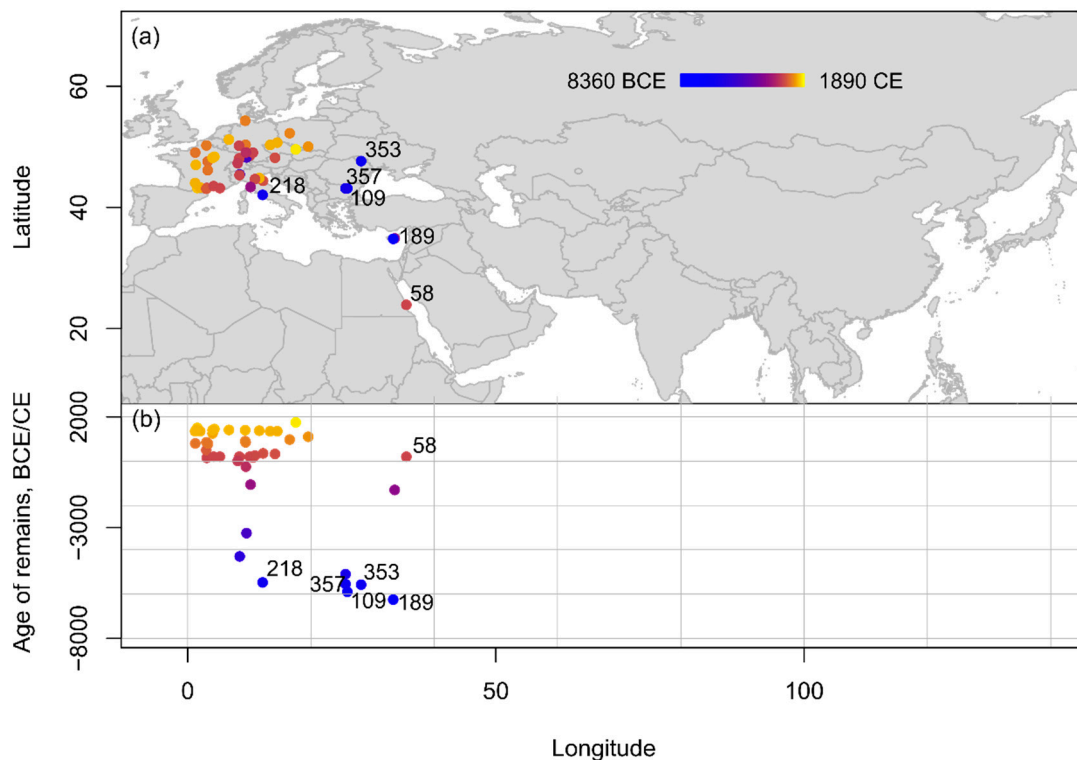 (a)
8360 BCE 1890 CE
60
353
Latitude
40
218
357
109
189
58
20
(b)
2000
58
Age of remains, BCE/CE
−3000
218
357
353
109
189
−8000
0 50 100
Longitude